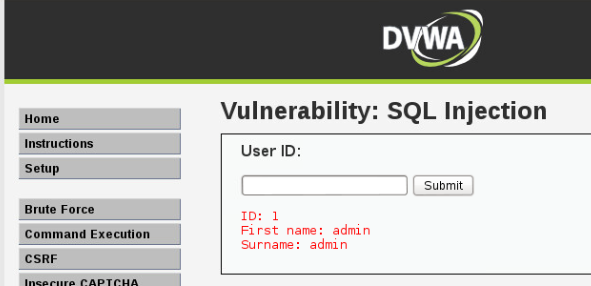 DVWA
Home
Instructions
Setup
Brute Force
Command Execution
CSRF
Insecure CAPTCHA
Vulnerability: SQL Injection
User ID:
Submit
ID: 1
First name: admin
Surname: admin